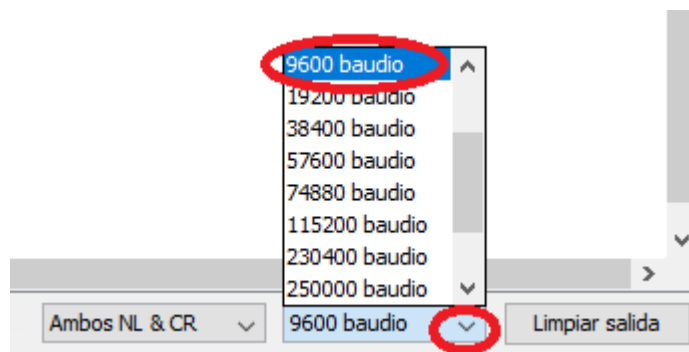 9600 baudio
19200 baudio
38400 baudio
57600 baudio
74880 baudio
115200 baudio
230400 baudio
250000 baudio
Ambos NL & CR
9600 baudio
Limpiar salida